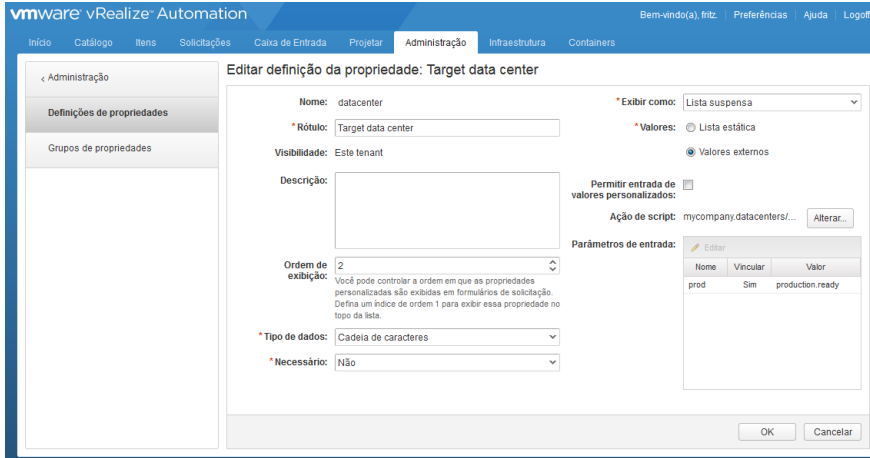 vmware vRealize Automation
Bem-vindo(a), fritz. Preferências Ajuda Logoff
Início Catálogo Itens Solicitações Caixa de Entrada Projetar Administração Infraestrutura Containers
‹ Administração
Definições de propriedades
Grupos de propriedades
Editar definição da propriedade: Target data center
Nome: datacenter
* Rótulo: Target data center
Visibilidade: Este tenant
Descrição:
Ordem de exibição: 2
Você pode controlar a ordem em que as propriedades
personalizadas são exibidas em formulários de solicitação.
Defina um índice de ordem 1 para exibir essa propriedade no
topo da lista.
* Tipo de dados: Cadeia de caracteres
* Necessário: Não
* Exibir como: Lista suspensa
* Valores: Lista estática
Valores externos
Permitir entrada de
valores personalizados:
Ação de script: mycompany.datacenters/... Alterar...
Parâmetros de entrada: Editar
Nome Vincular Valor
prod Sim production.ready
OK Cancelar